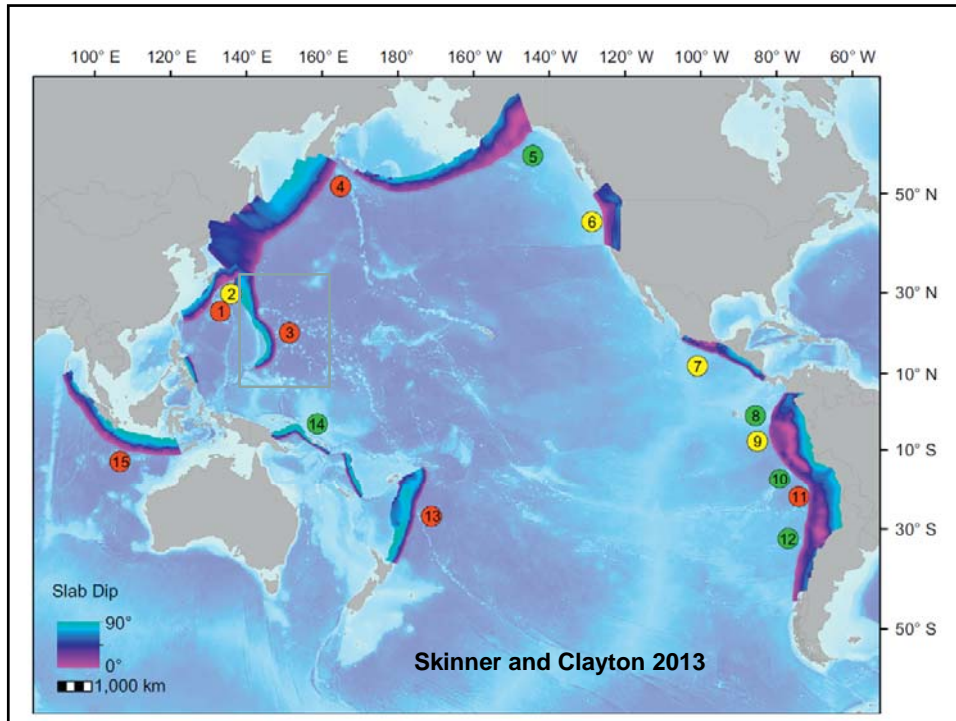 100° E 120° E 140° E 160° E 180° 160° W 140° W 120° W 100° W 80° W 60° W
5
4
50° N
6
2
30° N
1
3
7
10° N
14
8
9
10° S
15
10
11
13
12
30° S
Slab Dip
90°
0°
50° S
Skinner and Clayton 2013
1,000 km